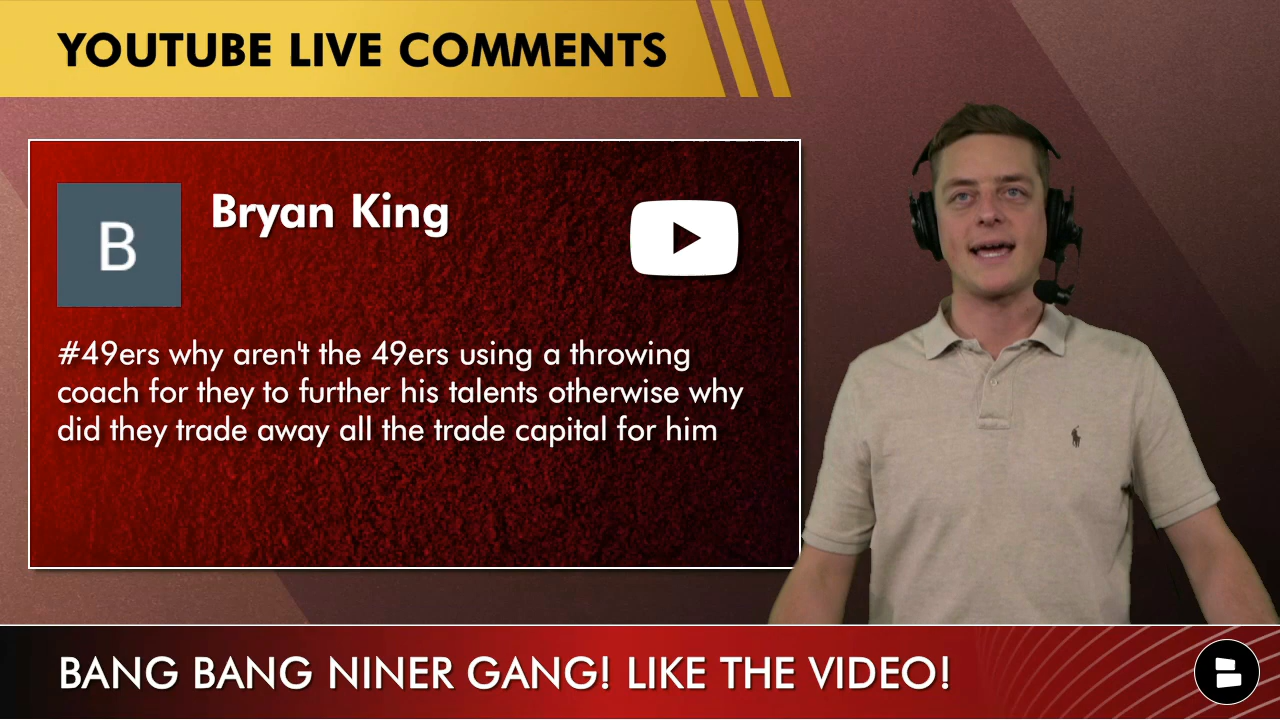 YOUTUBE LIVE COMMENTS
B
Bryan King
#49ers why aren't the 49ers using a throwing
coach for they to further his talents otherwise why
did they trade away all the trade capital for him
BANG BANG NINER GANG! LIKE THE VIDEO!